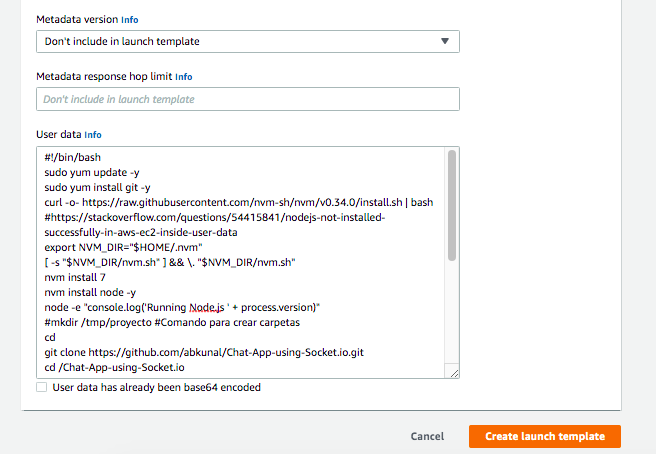 Metadata version Info
Don't include in launch template
Metadata response hop limit Info
Don't include in launch template
User data Info
#!/bin/bash
sudo yum update -y
sudo yum install git -y
curl -o- https://raw.githubusercontent.com/nvm-sh/nvm/v0.34.0/install.sh | bash
#https://stackoverflow.com/questions/54415841/nodejs-not-installed-
successfully-in-aws-ec2-inside-user-data
export NVM_DIR="$HOME/.nvm"
[ -s "$NVM_DIR/nvm.sh" ] && \. "$NVM_DIR/nvm.sh"
nvm install 7
nvm install node -y
node -e "console.log('Running Node.js ' + process.version)"
#mkdir /tmp/proyecto #Comando para crear carpetas
cd
git clone https://github.com/abkunal/Chat-App-using-Socket.io.git
cd /Chat-App-using-Socket.io
User data has already been base64 encoded
Cancel
Create launch template